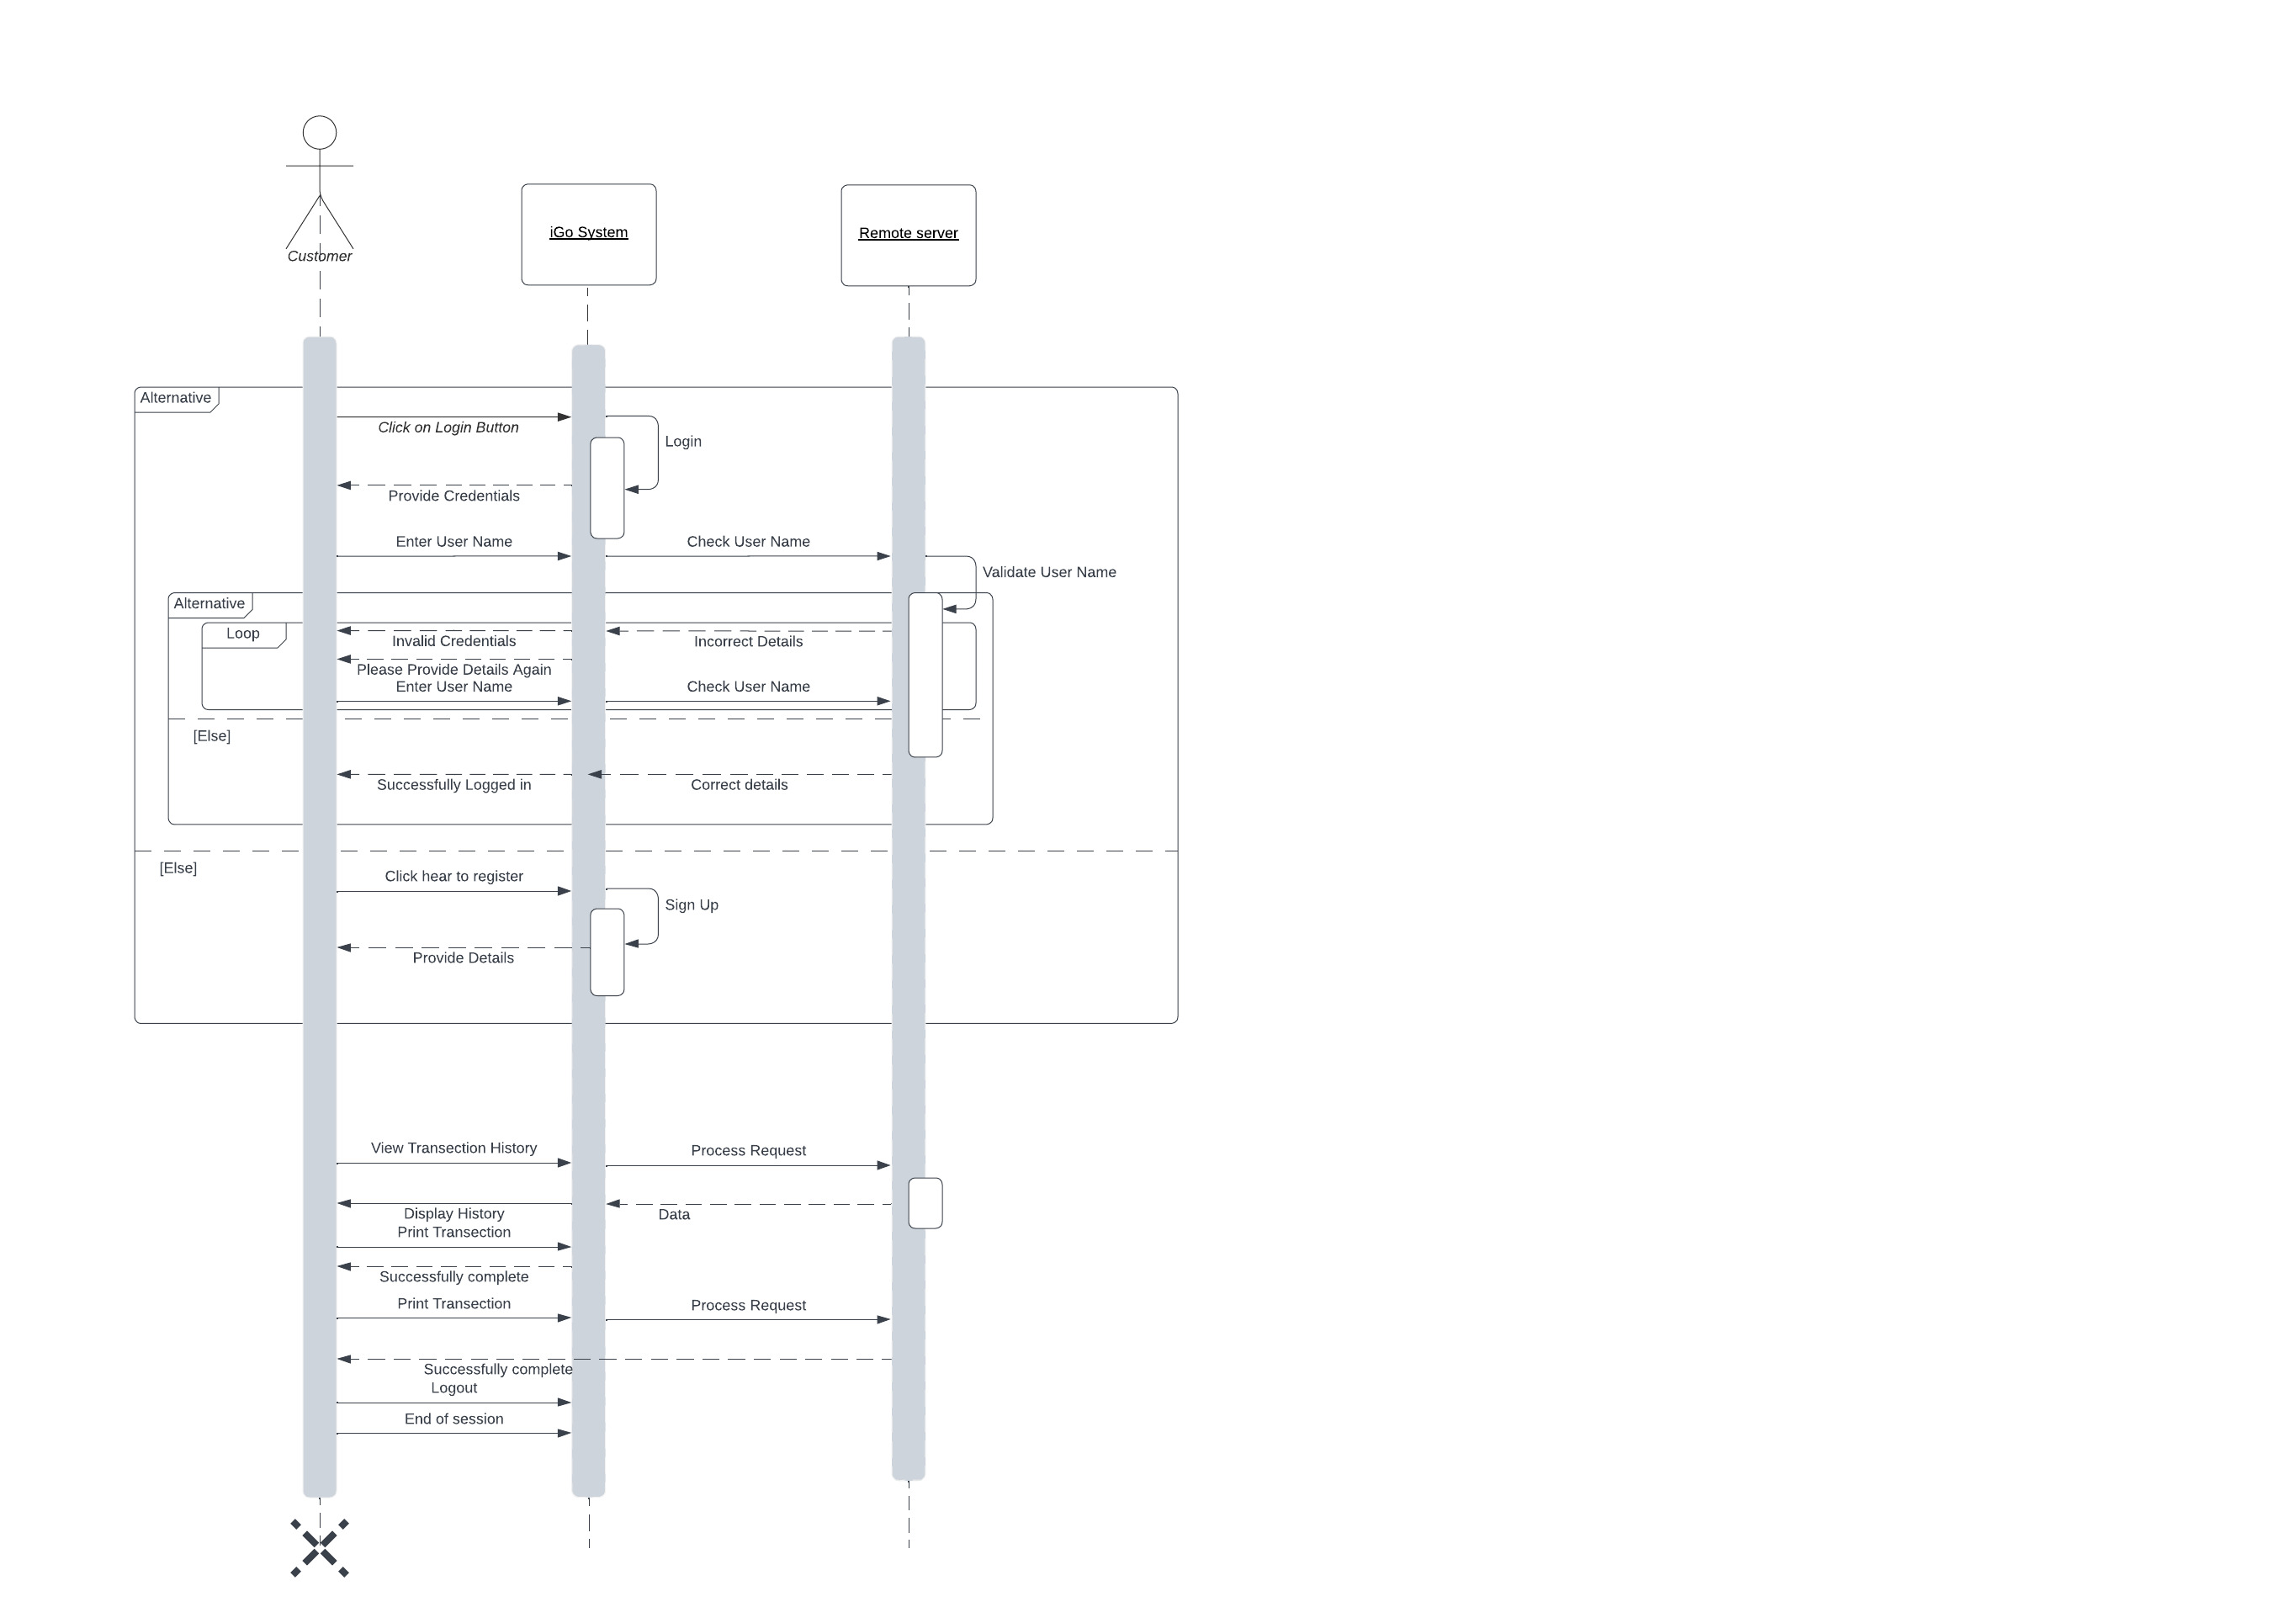 Customer
iGo System
Remote server
Alternative
Click on Login Button
Login
Provide Credentials
Enter User Name
Check User Name
Validate User Name
Alternative
Loop
Invalid Credentials
Incorrect Details
Please Provide Details Again
Enter User Name
Check User Name
[Else]
Successfully Logged in
Correct details
[Else]
Click hear to register
Sign Up
Provide Details
View Transection History
Process Request
Display History
Data
Print Transection
Successfully complete
Print Transection
Process Request
Successfully complete
Logout
End of session